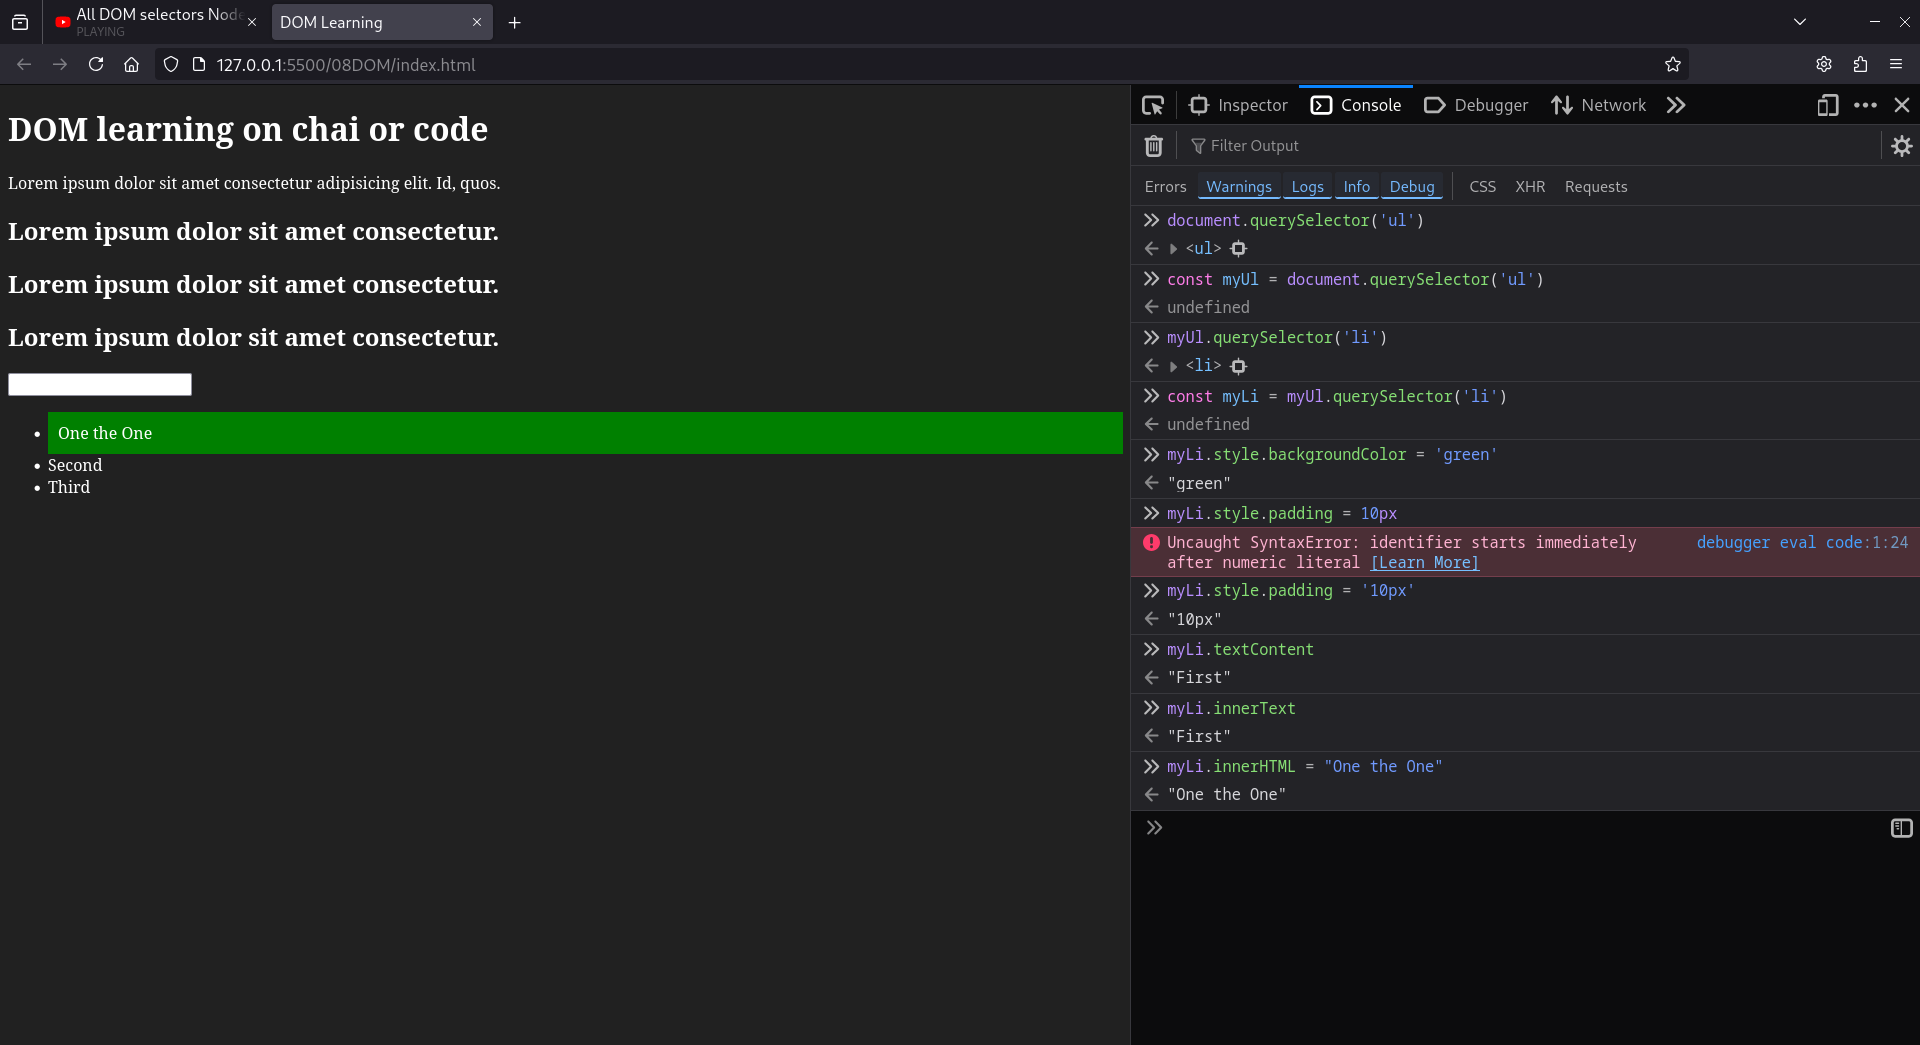 All DOM selectors Node
PLAYING
DOM Learning
127.0.0.1:5500/08DOM/index.html
DOM learning on chai or code
Lorem ipsum dolor sit amet consectetur adipisicing elit. Id, quos.
Lorem ipsum dolor sit amet consectetur.
Lorem ipsum dolor sit amet consectetur.
Lorem ipsum dolor sit amet consectetur.
One the One
Second
Third
Inspector Console Debugger Network
Filter Output
Errors Warnings Logs Info Debug CSS XHR Requests
document.querySelector('ul')
<ul>
const myUl = document.querySelector('ul')
undefined
myUl.querySelector('li')
<li>
const myLi = myUl.querySelector('li')
undefined
myLi.style.backgroundColor = 'green'
"green"
myLi.style.padding = 10px
Uncaught SyntaxError: identifier starts immediately debugger eval code:1:24
after numeric literal [Learn More]
myLi.style.padding = '10px'
"10px"
myLi.textContent
"First"
myLi.innerText
"First"
myLi.innerHTML = "One the One"
"One the One"